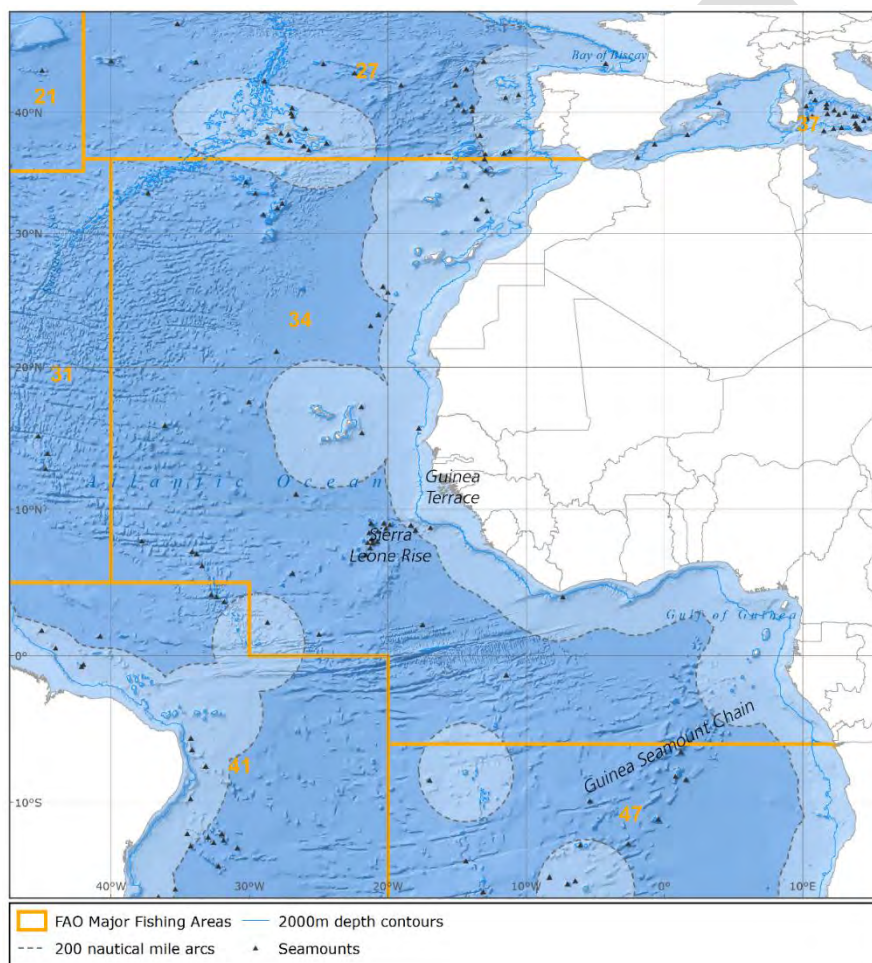 Bay of Biscay
27
21
40°N
37
30°N
34
20°N
31
Guinea
Terrace
Atlantic Ocean
10°N
Sierra
Leone Rise
Gulf of Guinea
0°
Guinea Seamount Chain
41
10°S
47
40°W
30°W
20°W
10°W
0°
10°E
FAO Major Fishing Areas
2000m depth contours
200 nautical mile arcs
Seamounts